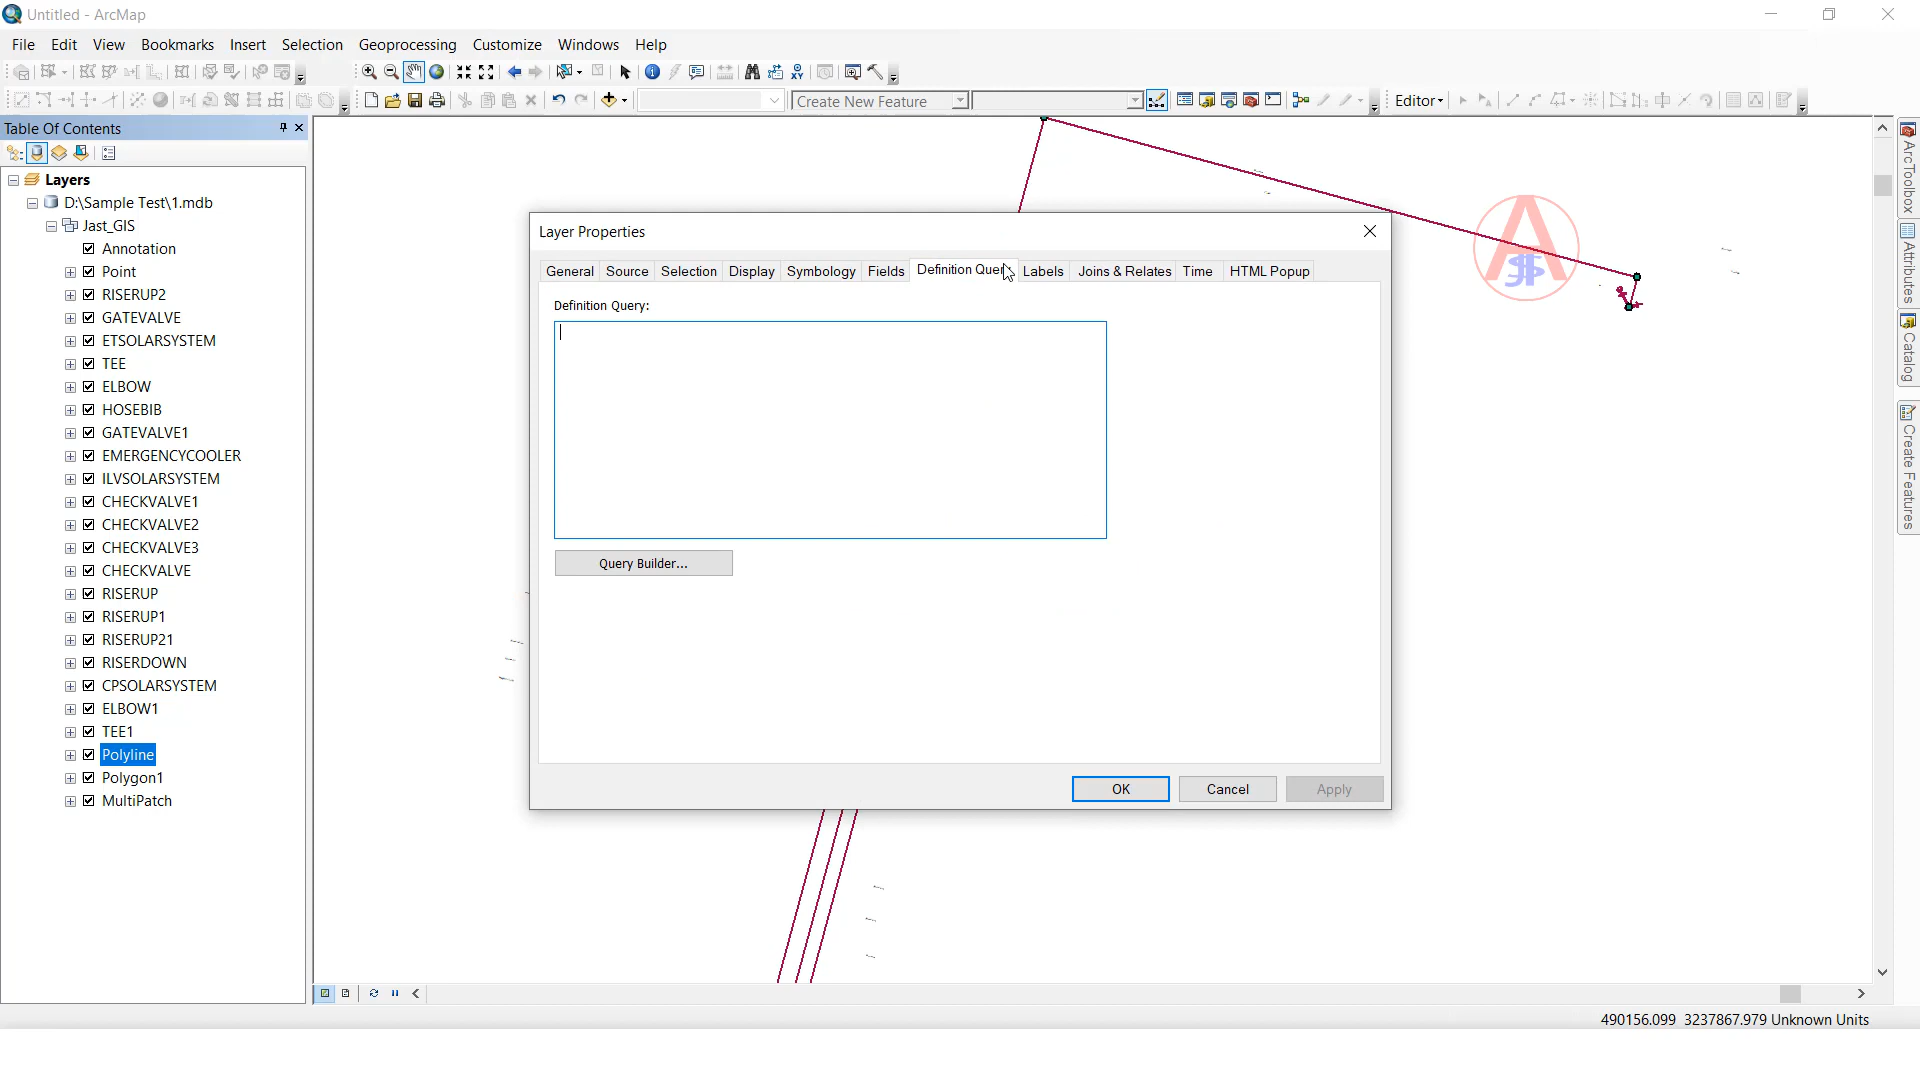 Untitled - ArcMap
File Edit View Bookmarks Insert Selection Geoprocessing Customize Windows Help
Create New Feature
Editor
Table Of Contents
Layers
D:\Sample Test\1.mdb
Jast_GIS
Annotation
Point
RISERUP2
GATEVALVE
ETSOLARSYSTEM
TEE
ELBOW
HOSEBIB
GATEVALVE1
EMERGENCYCOOLER
ILVSOLARSYSTEM
CHECKVALVE1
CHECKVALVE2
CHECKVALVE3
CHECKVALVE
RISERUP
RISERUP1
RISERUP21
RISERDOWN
CPSOLARSYSTEM
ELBOW1
TEE1
Polyline
Polygon1
MultiPatch
Layer Properties
General Source Selection Display Symbology Fields Definition Query Labels Joins & Relates Time HTML Popup
Definition Query:
Query Builder...
OK Cancel Apply
ArcToolbox
Attributes
Catalog
Create Features
490156.099 3237867.979 Unknown Units